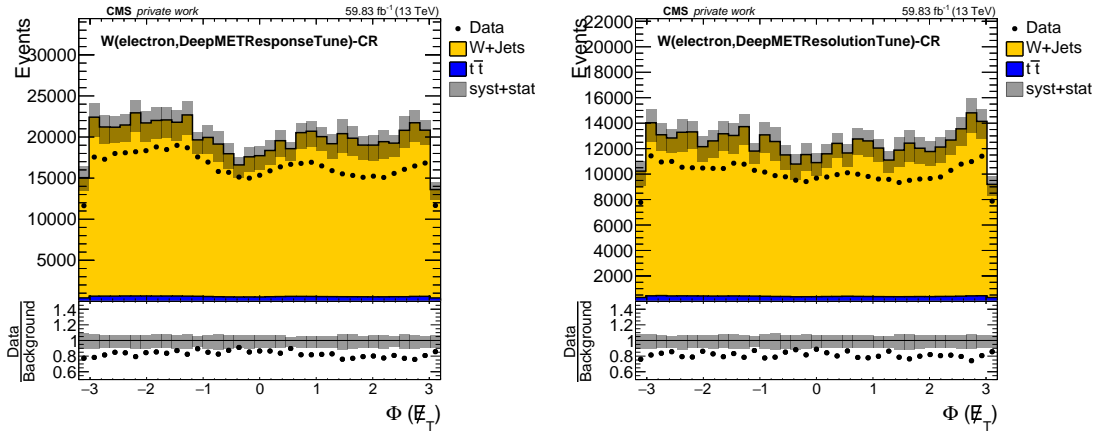 CMS private work 59.83 fb⁻¹ (13 TeV)
W(electron,DeepMETResponseTune)-CR
Events
30000
25000
20000
15000
10000
5000
Data
W+Jets
tt̅
syst+stat
Data
Background
1.4
1.2
1
0.8
0.6
−3 −2 −1 0 1 2 3
Φ (E̸_T)
CMS private work 59.83 fb⁻¹ (13 TeV)
W(electron,DeepMETResolutionTune)-CR
Events
22000
20000
18000
16000
14000
12000
10000
8000
6000
4000
2000
Data
W+Jets
tt̅
syst+stat
Data
Background
1.4
1.2
1
0.8
0.6
−3 −2 −1 0 1 2 3
Φ (E̸_T)